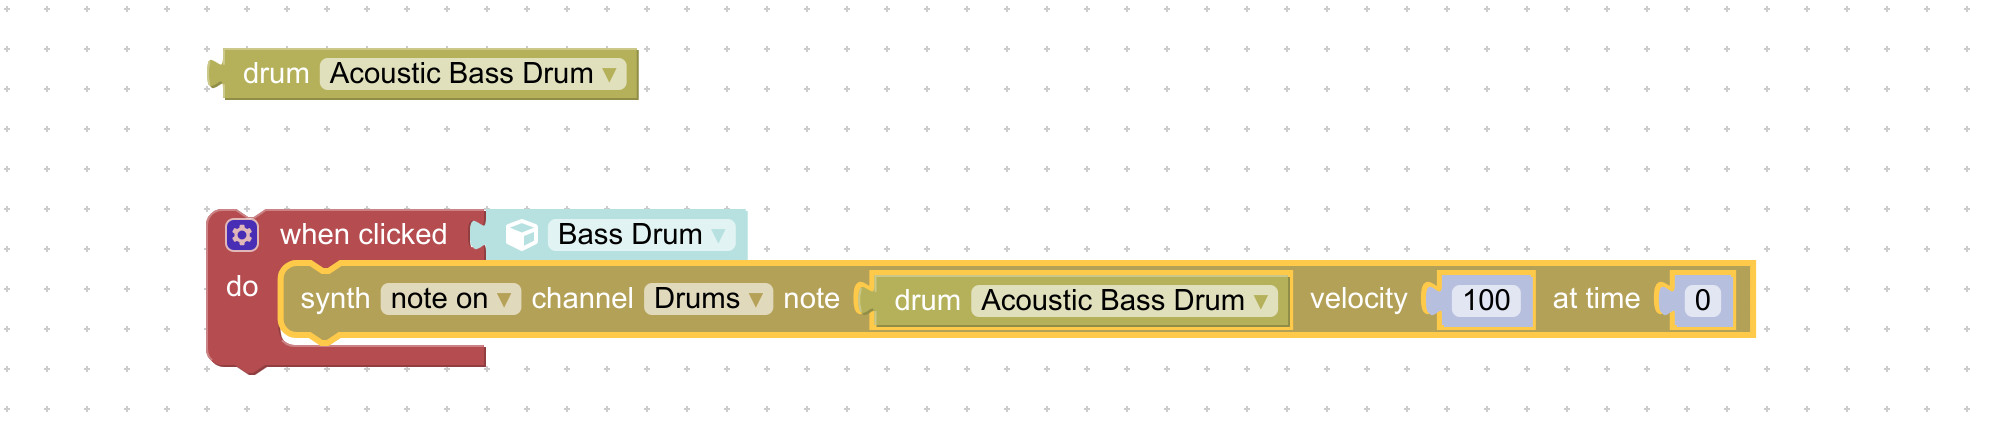 drum Acoustic Bass Drum
when clicked Bass Drum
do synth note on channel Drums note drum Acoustic Bass Drum velocity 100 at time 0